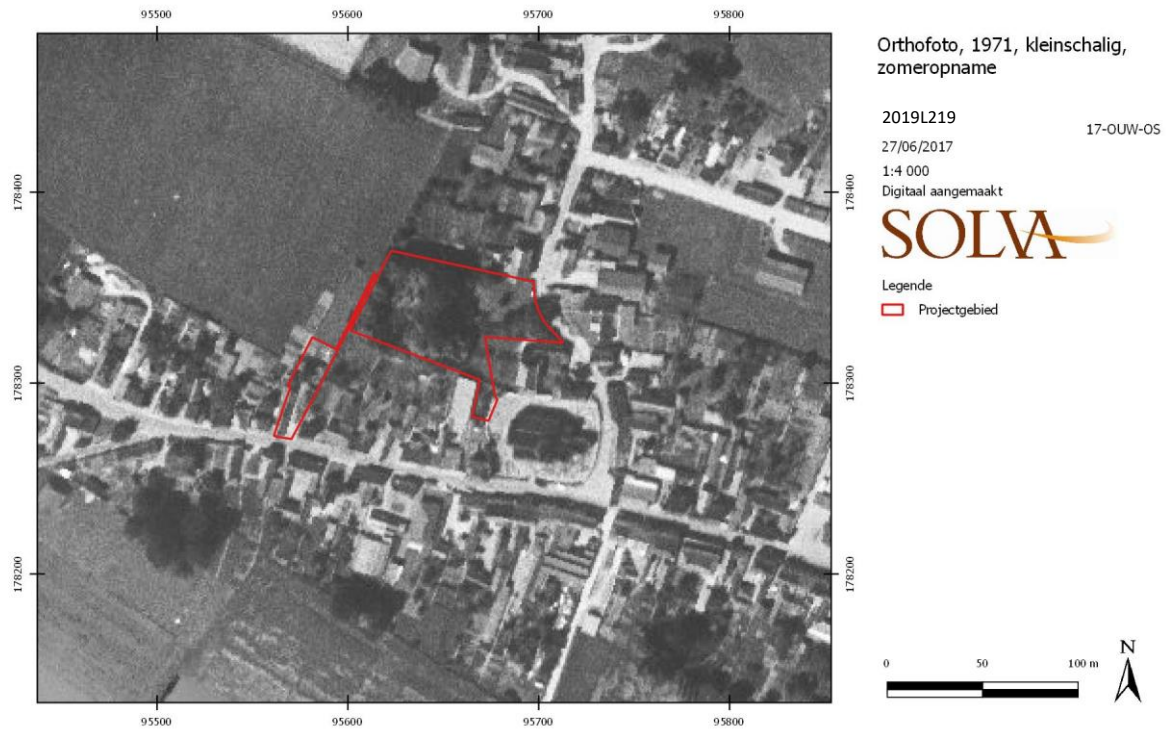 95500 95600 95700 95800
178400 178400
178300 178300
178200 178200
95500 95600 95700 95800
Orthofoto, 1971, kleinschalig,
zomeropname
2019L219
17-OUW-OS
27/06/2017
1:4 000
Digitaal aangemaakt
SOLVA
Legende
Projectgebied
N
0 50 100 m